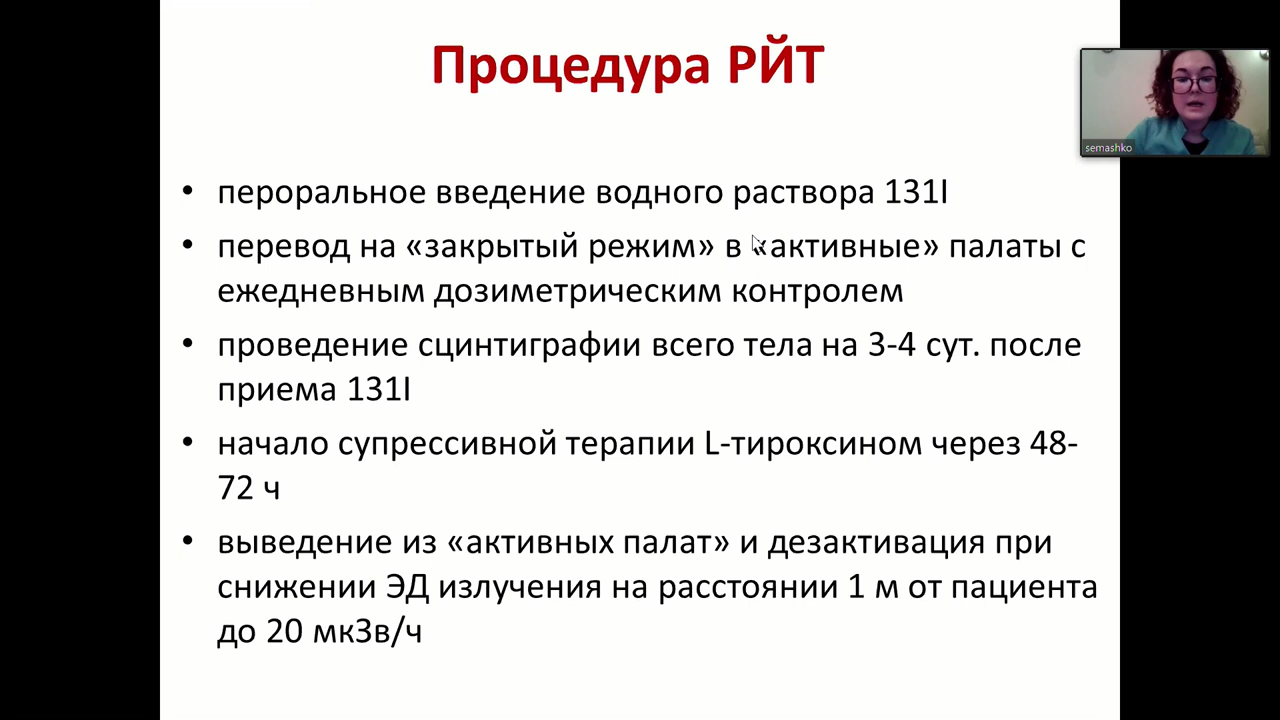 Процедура РЙТ
semashko
• пероральное введение водного раствора 131I
• перевод на «закрытый режим» в «активные» палаты с
ежедневным дозиметрическим контролем
• проведение сцинтиграфии всего тела на 3-4 сут. после
приема 131I
• начало супрессивной терапии L-тироксином через 48-
72 ч
• выведение из «активных палат» и дезактивация при
снижении ЭД излучения на расстоянии 1 м от пациента
до 20 мкЗв/ч